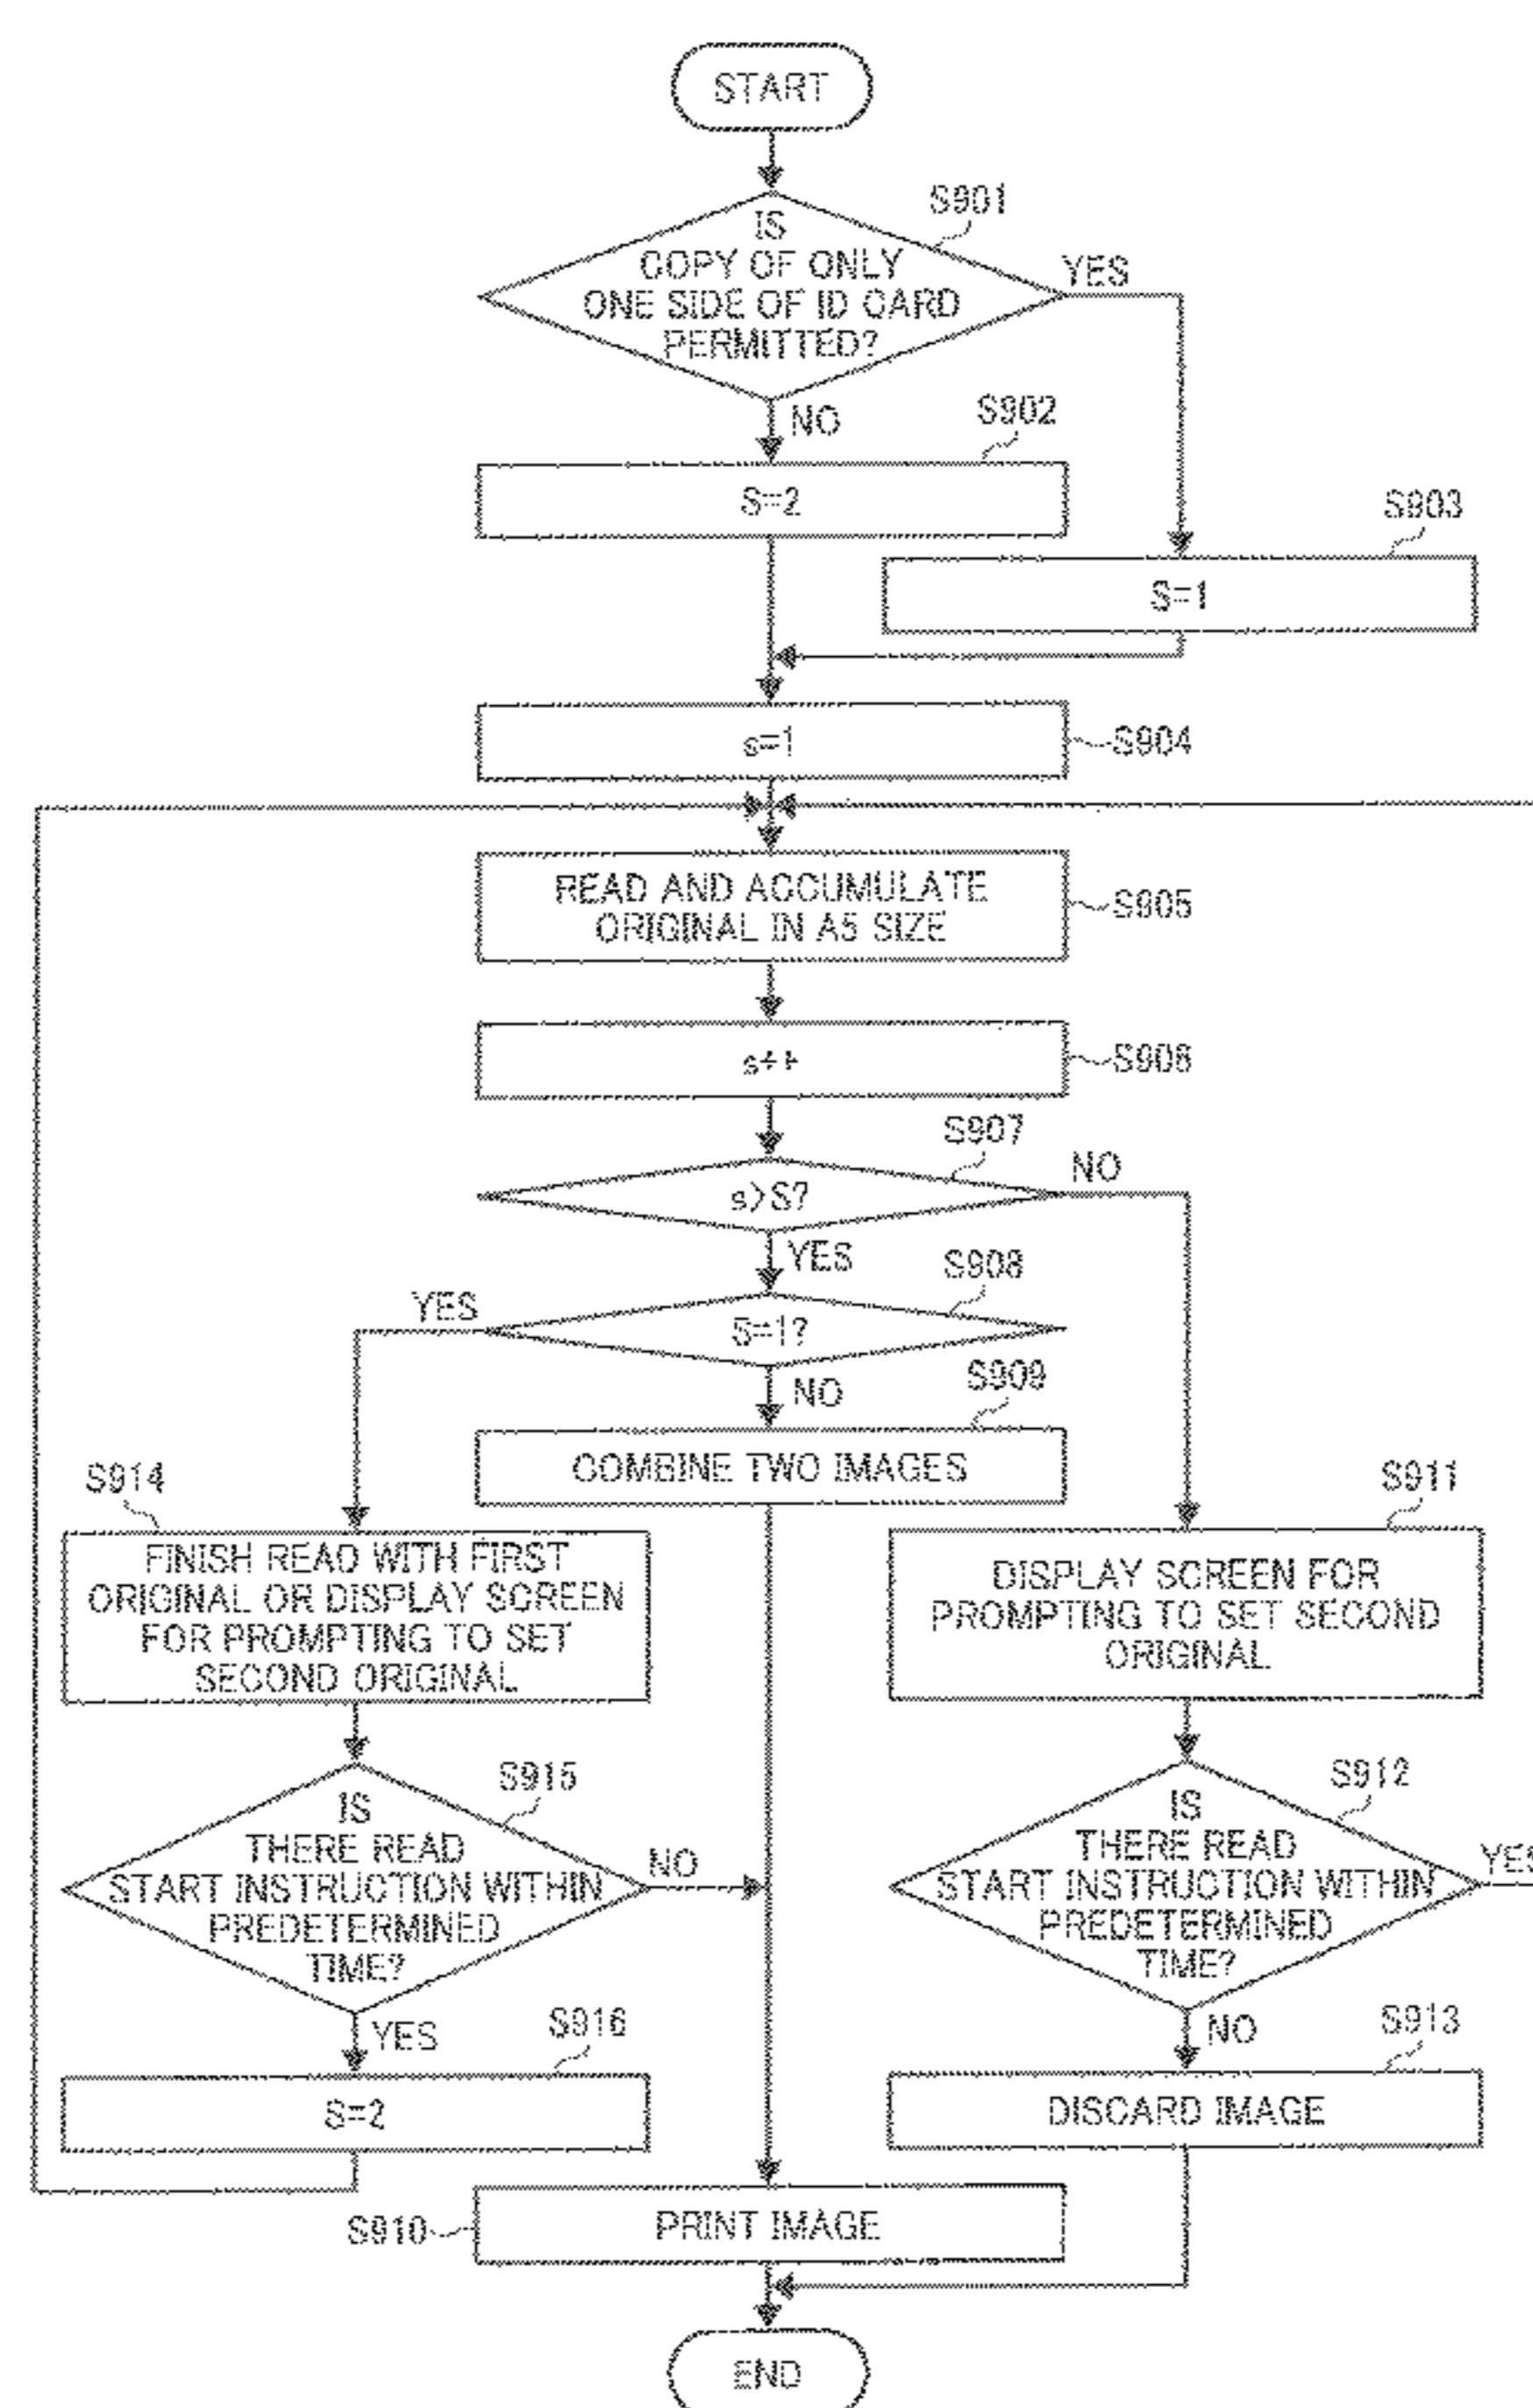 START
S901
IS
COPY OF ONLY
ONE SIDE OF ID CARD
PERMITTED?
YES
NO
S902
S=2
S903
S=1
s=1
S904
READ AND ACCUMULATE
ORIGINAL IN A5 SIZE
S905
s++
S906
S907
s>S?
NO
YES
S908
S=1?
YES
NO
S909
COMBINE TWO IMAGES
S914
FINISH READ WITH FIRST
ORIGINAL OR DISPLAY SCREEN
FOR PROMPTING TO SET
SECOND ORIGINAL
S911
DISPLAY SCREEN FOR
PROMPTING TO SET SECOND
ORIGINAL
S915
IS
THERE READ
START INSTRUCTION WITHIN
PREDETERMINED
TIME?
NO
YES
S912
IS
THERE READ
START INSTRUCTION WITHIN
PREDETERMINED
TIME?
YES
NO
S916
S=2
S913
DISCARD IMAGE
S910
PRINT IMAGE
END